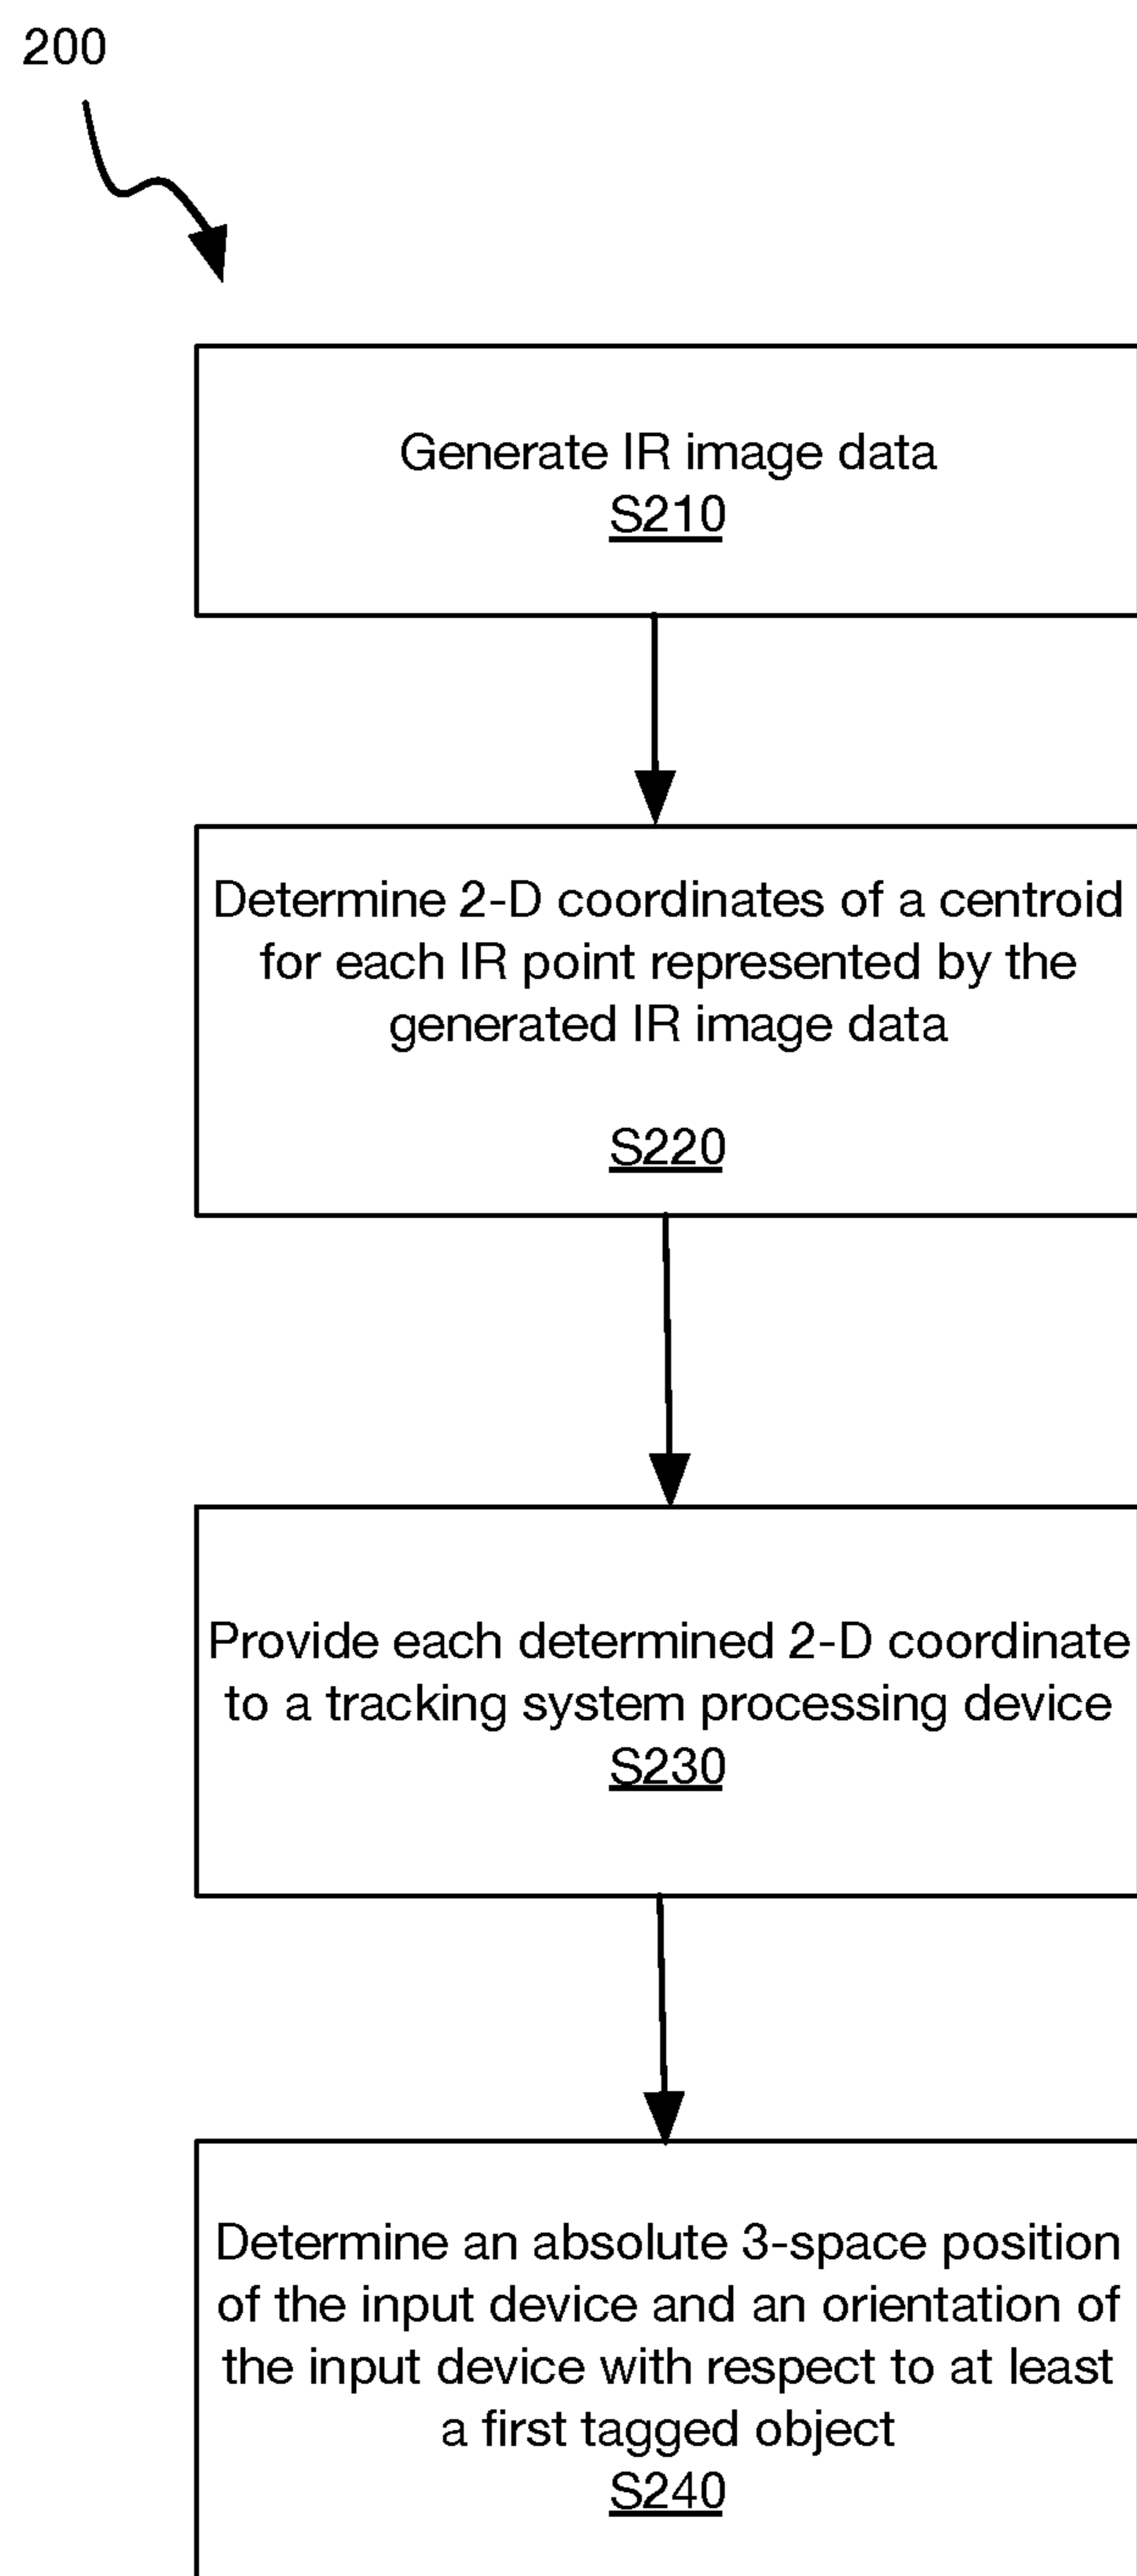 200
Generate IR image data
S210
Determine 2-D coordinates of a centroid
for each IR point represented by the
generated IR image data
S220
Provide each determined 2-D coordinate
to a tracking system processing device
S230
Determine an absolute 3-space position
of the input device and an orientation of
the input device with respect to at least
a first tagged object
S240